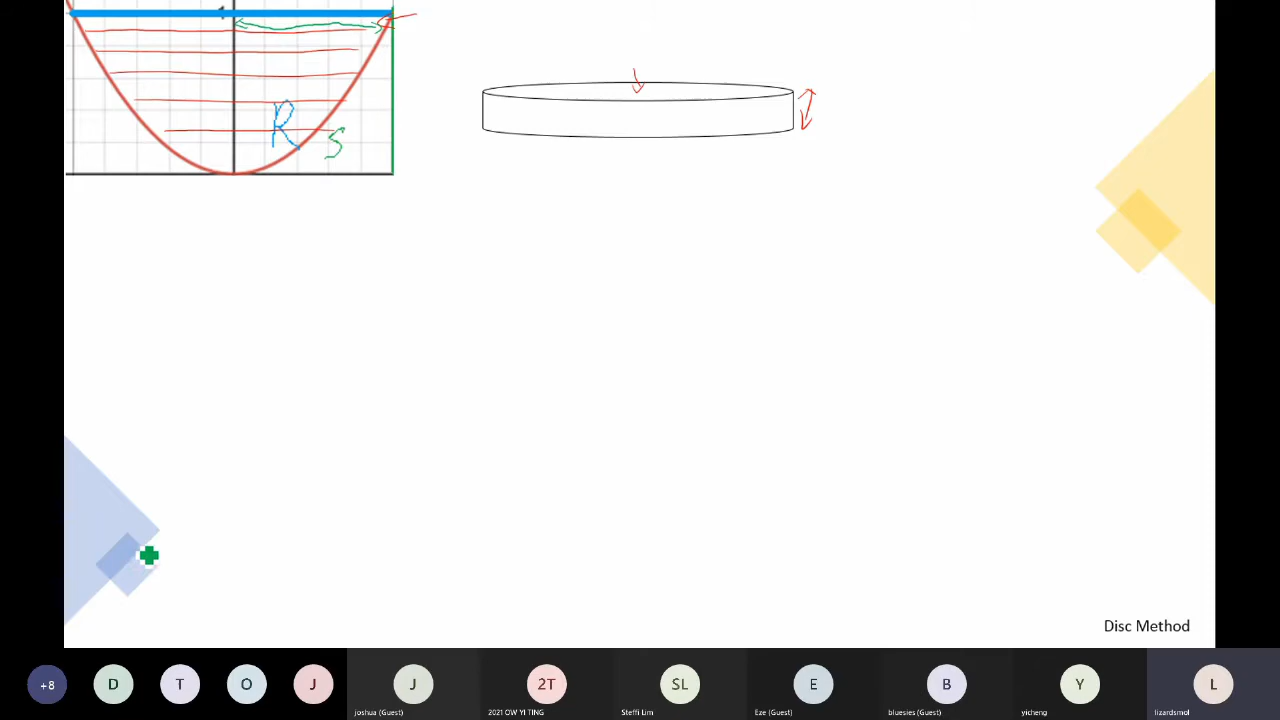 R
S
Disc Method
+8
D
T
O
J
J
2T
SL
E
B
Y
L
joshua (Guest)
2021 OW YI TING
Steffi Lim
Eze (Guest)
bluesies (Guest)
yicheng
lizardsmol